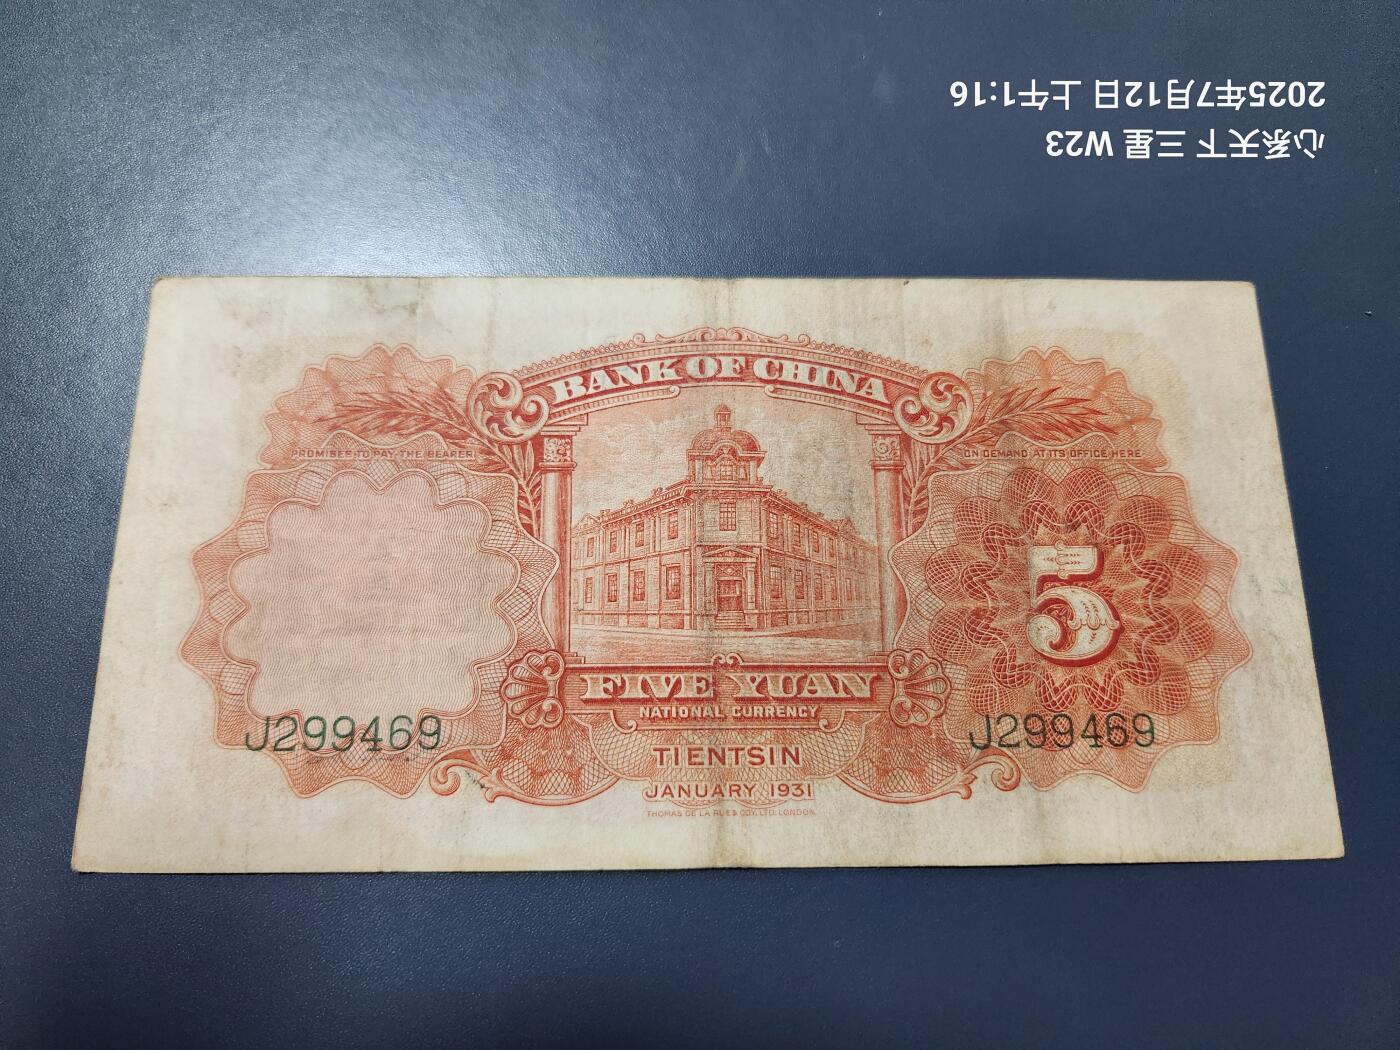 2025年7月12日 上午1:16
心系天下 三星 W23
BANK OF CHINA
PROMISES TO PAY THE BEARER
ON DEMAND AT ITS OFFICE HERE
5
FIVE YUAN
NATIONAL CURRENCY
J299469
J299469
TIENTSIN
JANUARY 1931
THOMAS DE LA RUE & COY. LTD. LONDON.